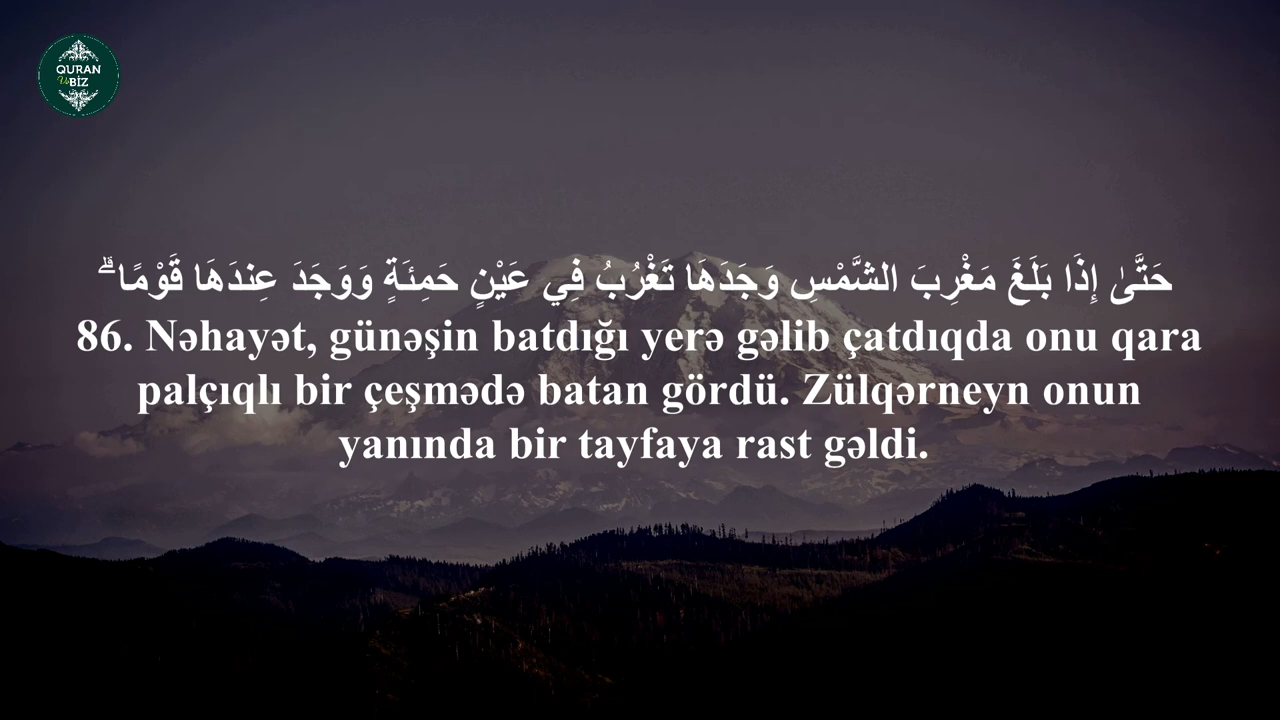 QURAN
Və BİZ
حَتَّىٰ إِذَا بَلَغَ مَغْرِبَ الشَّمْسِ وَجَدَهَا تَغْرُبُ فِي عَيْنٍ حَمِئَةٍ وَوَجَدَ عِندَهَا قَوْمًا ۗ
86. Nəhayət, günəşin batdığı yerə gəlib çatdıqda onu qara
palçıqlı bir çeşmədə batan gördü. Zülqərneyn onun
yanında bir tayfaya rast gəldi.